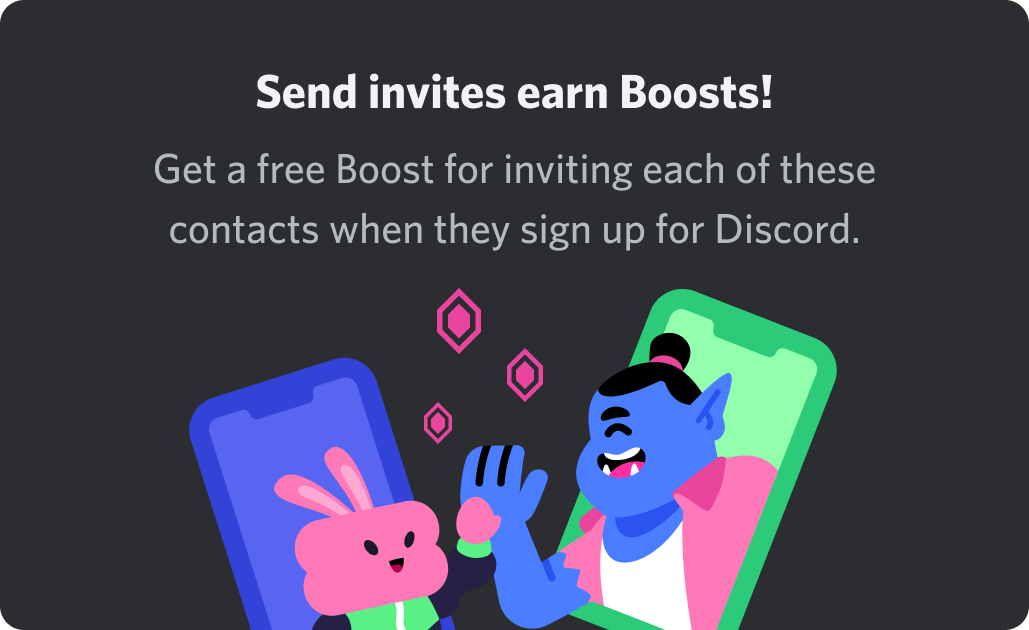 Send invites earn Boosts!
Get a free Boost for inviting each of these
contacts when they sign up for Discord.